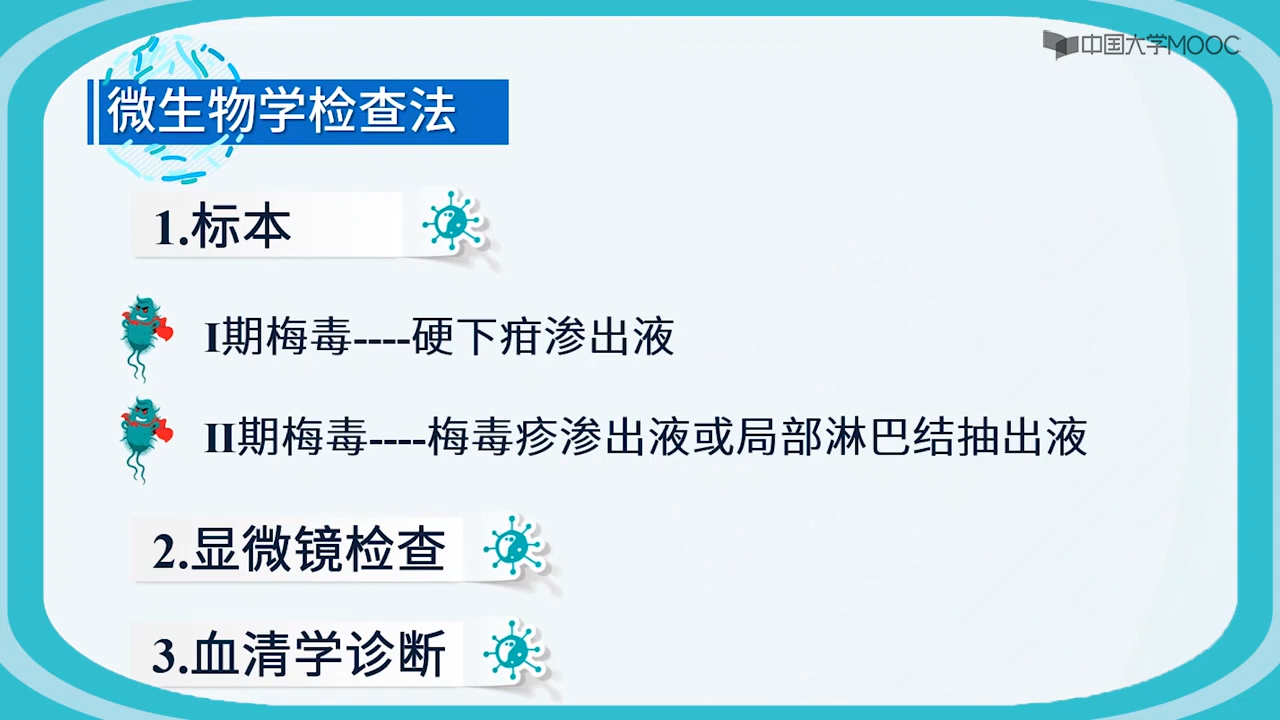 中国大学MOOC
微生物学检查法
1.标本
I期梅毒----硬下疳渗出液
II期梅毒----梅毒疹渗出液或局部淋巴结抽出液
2.显微镜检查
3.血清学诊断